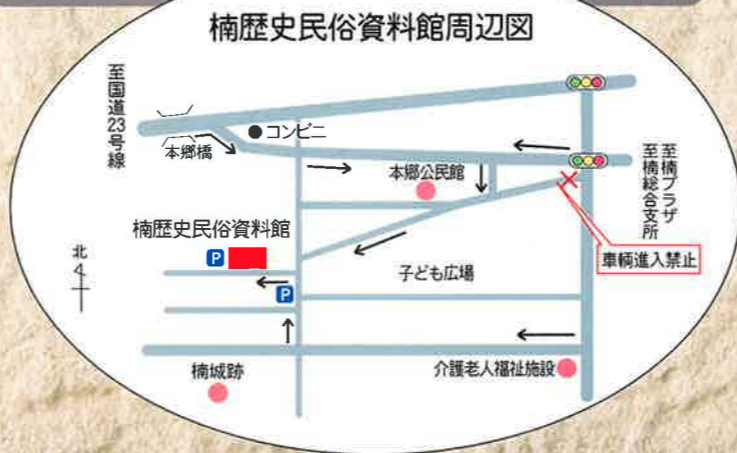 楠歴史民俗資料館周辺図
至国道23号線
コンビニ
本郷橋
本郷公民館
至楠プラザ
至楠総合支所
車輌進入禁止
楠歴史民俗資料館
P
P
北
子ども広場
楠城跡
介護老人福祉施設